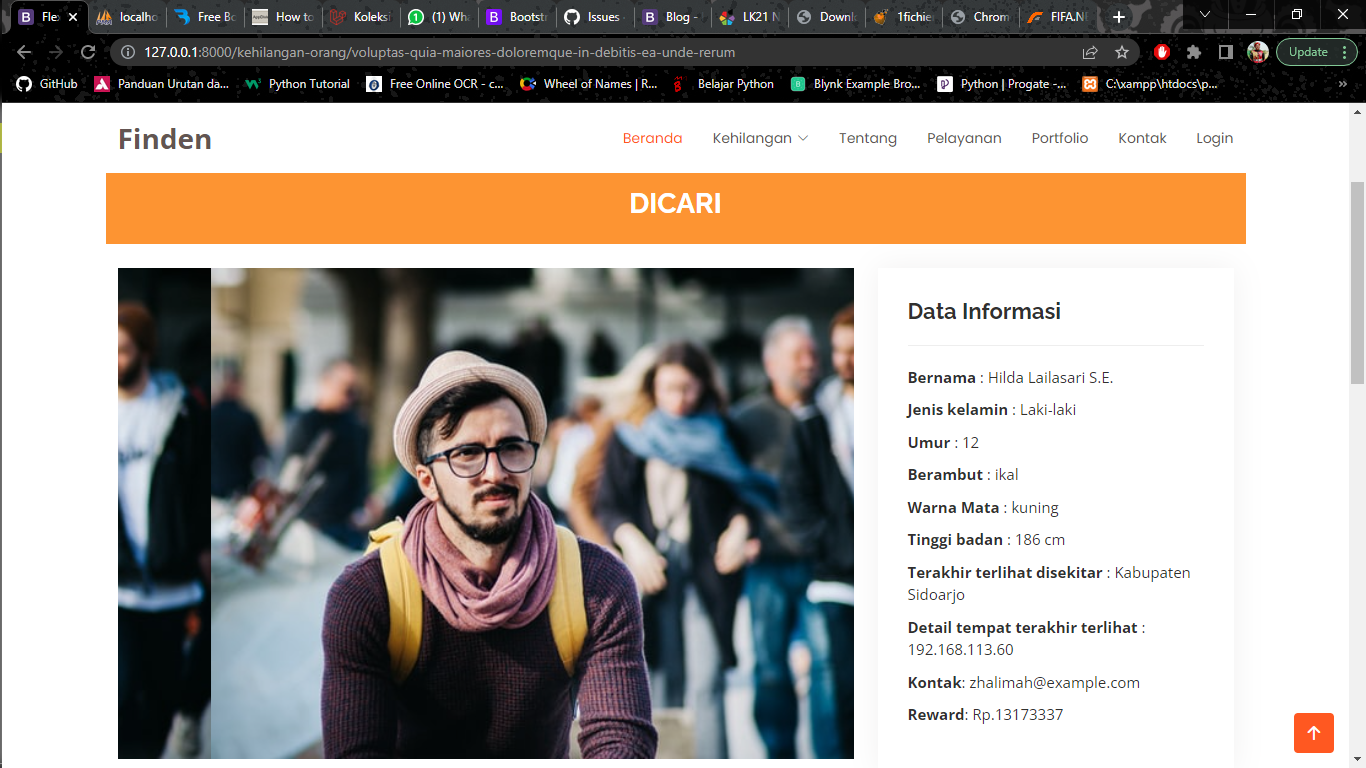 Flex
localho
Free Bo
How to
Koleksi
(1) Wha
Bootstr
Issues
Blog -
LK21 N
Downl
1fichie
Chrom
FIFA.NE
127.0.0.1:8000/kehilangan-orang/voluptas-quia-maiores-doloremque-in-debitis-ea-unde-rerum
Update
GitHub
Panduan Urutan da...
Python Tutorial
Free Online OCR - c...
Wheel of Names | R...
Belajar Python
Blynk Example Bro...
Python | Progate -...
C:\xampp\htdocs\p...
»
Finden
Beranda Kehilangan Tentang Pelayanan Portfolio Kontak Login
DICARI
Data Informasi
Bernama : Hilda Lailasari S.E.
Jenis kelamin : Laki-laki
Umur : 12
Berambut : ikal
Warna Mata : kuning
Tinggi badan : 186 cm
Terakhir terlihat disekitar : Kabupaten
Sidoarjo
Detail tempat terakhir terlihat :
192.168.113.60
Kontak: zhalimah@example.com
Reward: Rp.13173337